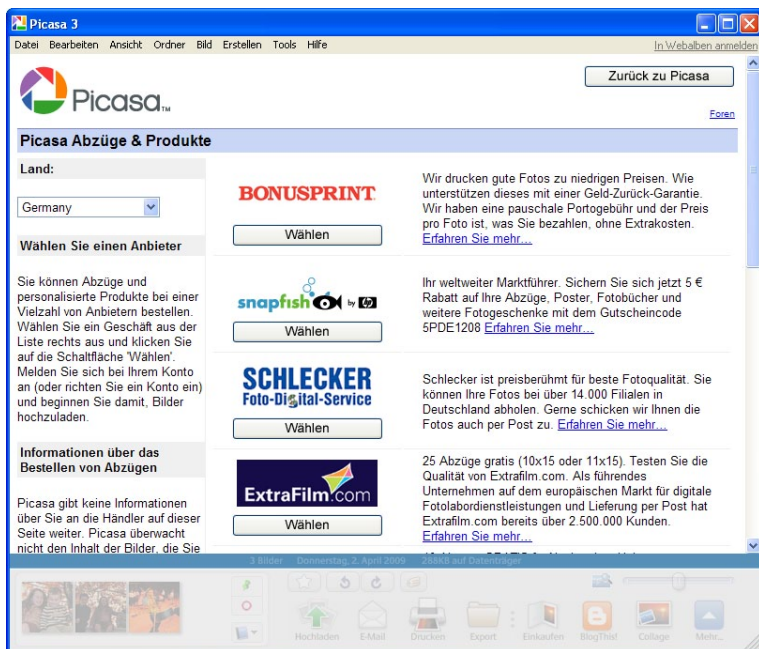 Picasa 3
Datei Bearbeiten Ansicht Ordner Bild Erstellen Tools Hilfe
In Webalben anmelden
Picasa™
Zurück zu Picasa
Foren
Picasa Abzüge & Produkte
Land:
Germany
Wählen Sie einen Anbieter
Sie können Abzüge und
personalisierte Produkte bei einer
Vielzahl von Anbietern bestellen.
Wählen Sie ein Geschäft aus der
Liste rechts aus und klicken Sie
auf die Schaltfläche 'Wählen'.
Melden Sie sich bei Ihrem Konto
an (oder richten Sie ein Konto ein)
und beginnen Sie damit, Bilder
hochzuladen.
Informationen über das
Bestellen von Abzügen
Picasa gibt keine Informationen
über Sie an die Händler auf dieser
Seite weiter. Picasa überwacht
nicht den Inhalt der Bilder, die Sie
BONUSPRINT
Wählen
Wir drucken gute Fotos zu niedrigen Preisen. Wie
unterstützen dieses mit einer Geld-Zurück-Garantie.
Wir haben eine pauschale Portogebühr und der Preis
pro Foto ist, was Sie bezahlen, ohne Extrakosten.
Erfahren Sie mehr...
snapfish by hp
Wählen
Ihr weltweiter Marktführer. Sichern Sie sich jetzt 5 €
Rabatt auf Ihre Abzüge, Poster, Fotobücher und
weitere Fotogeschenke mit dem Gutscheincode
5PDE1208 Erfahren Sie mehr...
SCHLECKER
Foto-Digital-Service
Wählen
Schlecker ist preisberühmt für beste Fotoqualität. Sie
können Ihre Fotos bei über 14.000 Filialen in
Deutschland abholen. Gerne schicken wir Ihnen die
Fotos auch per Post zu. Erfahren Sie mehr...
ExtraFilm.com
Wählen
25 Abzüge gratis (10x15 oder 11x15). Testen Sie die
Qualität von Extrafilm.com. Als führendes
Unternehmen auf dem europäischen Markt für digitale
Fotolabordienstleistungen und Lieferung per Post hat
Extrafilm.com bereits über 2.500.000 Kunden.
Erfahren Sie mehr...
3 Bilder Donnerstag, 2. April 2009 288KB auf Datenträger
Hochladen E-Mail Drucken Export Einkaufen BlogThis! Collage Mehr...